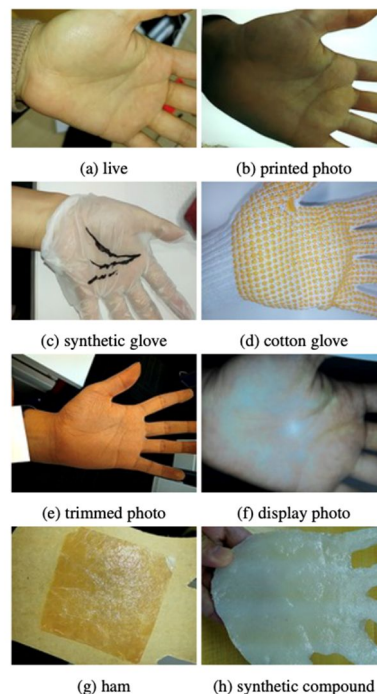 (a) live
(b) printed photo
(c) synthetic glove
(d) cotton glove
(e) trimmed photo
(f) display photo
(g) ham
(h) synthetic compound